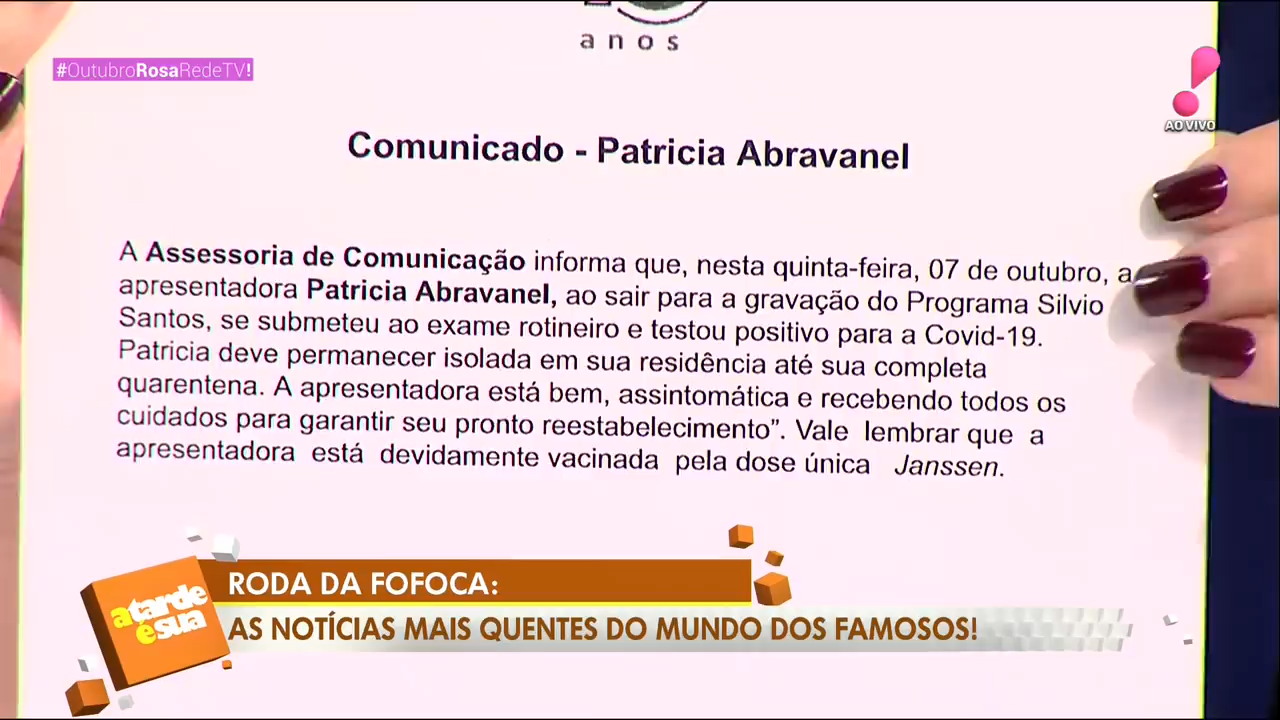 anos
#OutubroRosaRedeTV!
AO VIVO
Comunicado - Patricia Abravanel
A Assessoria de Comunicação informa que, nesta quinta-feira, 07 de outubro, a
apresentadora Patricia Abravanel, ao sair para a gravação do Programa Silvio
Santos, se submeteu ao exame rotineiro e testou positivo para a Covid-19.
Patricia deve permanecer isolada em sua residência até sua completa
quarentena. A apresentadora está bem, assintomática e recebendo todos os
cuidados para garantir seu pronto reestabelecimento”. Vale lembrar que a
apresentadora está devidamente vacinada pela dose única Janssen.
RODA DA FOFOCA:
a tarde
é sua
AS NOTÍCIAS MAIS QUENTES DO MUNDO DOS FAMOSOS!